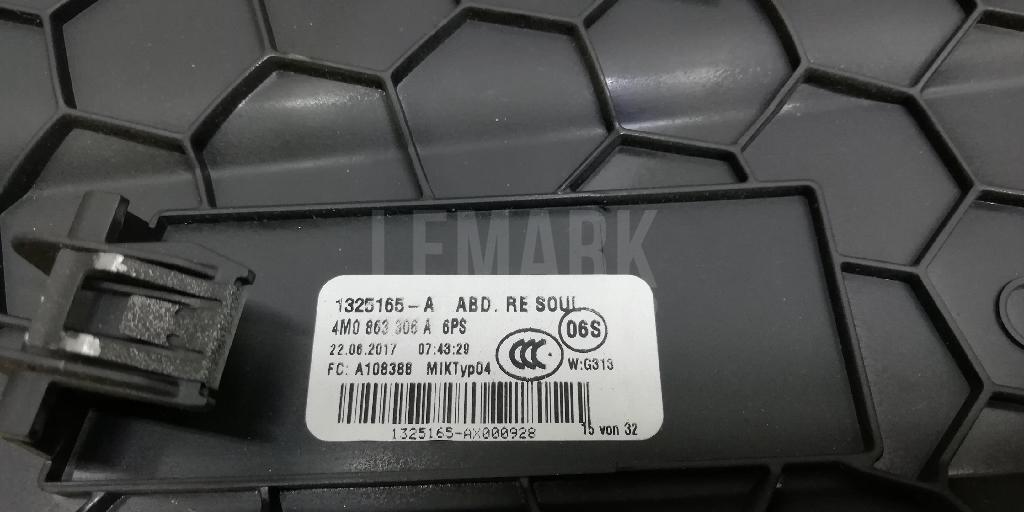 LEMARK
1325165-A ABD. RE SOUL
4M0 863 306 A 6PS
06S
22.06.2017 07:43:29
CCC
FC: A108388 MIKTyp04
W:G313
1325165-AX000928
15 von 32